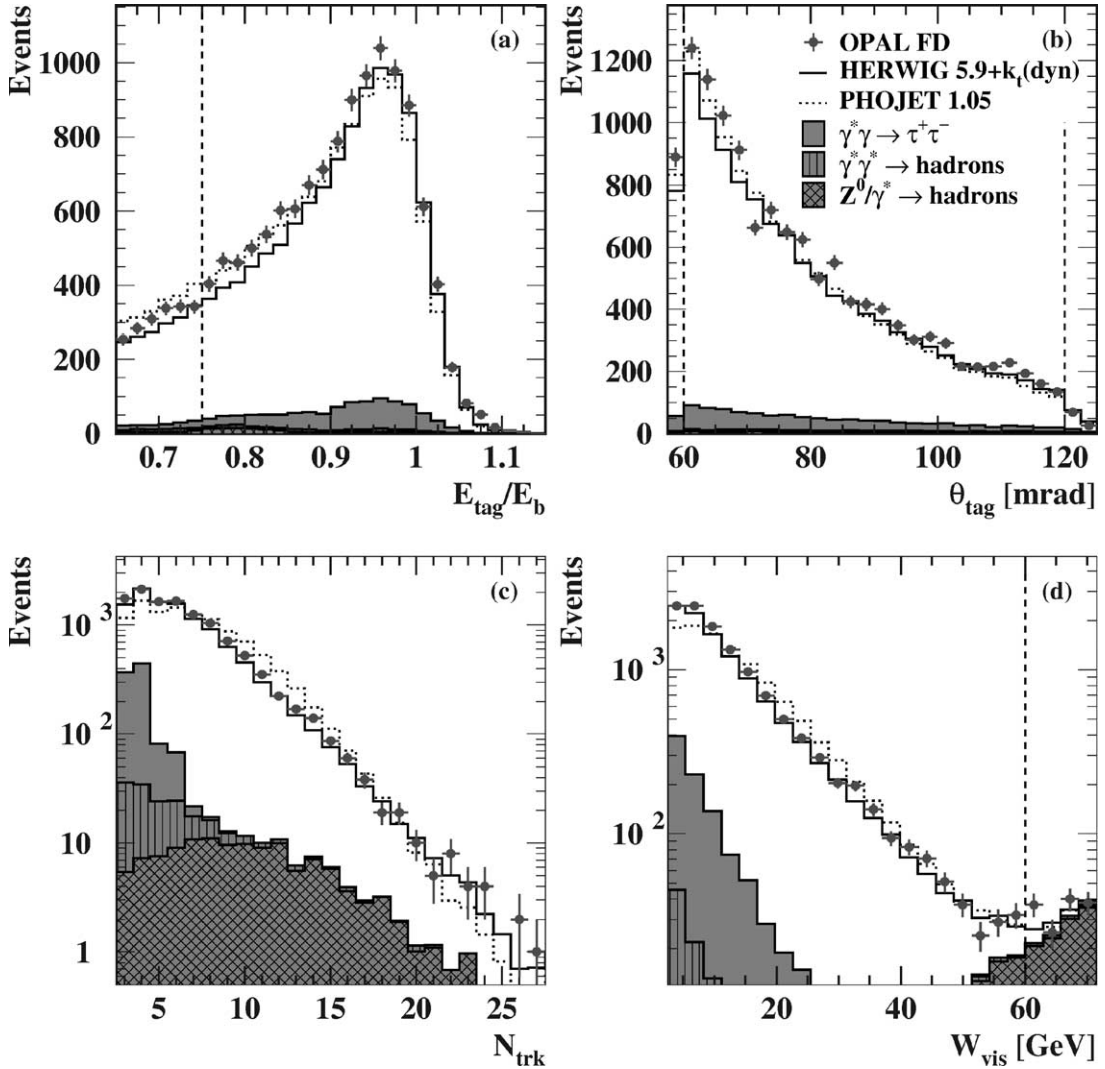 Events
(a)
1000
800
600
400
200
0
0.7 0.8 0.9 1 1.1
E_tag/E_b
Events
(b)
OPAL FD
HERWIG 5.9+k_t(dyn)
PHOJET 1.05
γ*γ → τ⁺τ⁻
γ*γ* → hadrons
Z⁰/γ* → hadrons
1200
1000
800
600
400
200
0
60 80 100 120
θ_tag [mrad]
Events
(c)
10³
10²
10
1
5 10 15 20 25
N_trk
Events
(d)
10³
10²
20 40 60
W_vis [GeV]